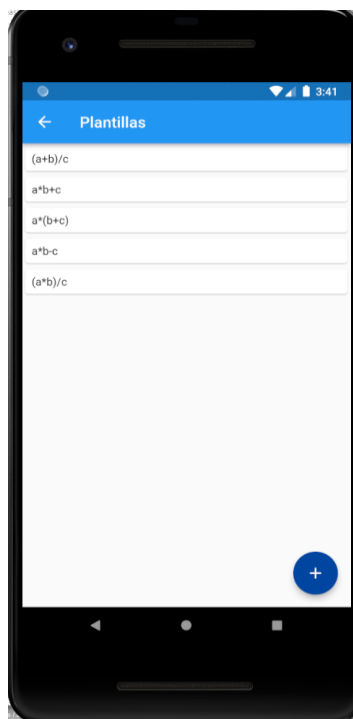 3:41
Plantillas
(a+b)/c
a*b+c
a*(b+c)
a*b-c
(a*b)/c
+